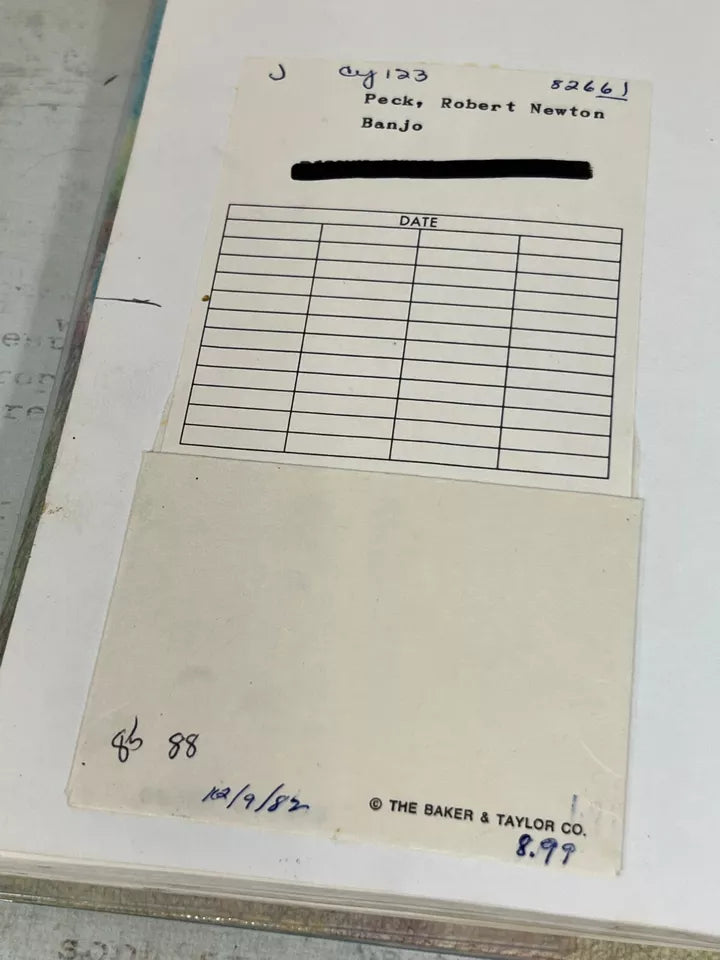 J cy 123 82661
Peck, Robert Newton
Banjo
DATE
88
12/9/82
© THE BAKER & TAYLOR CO.
8.99